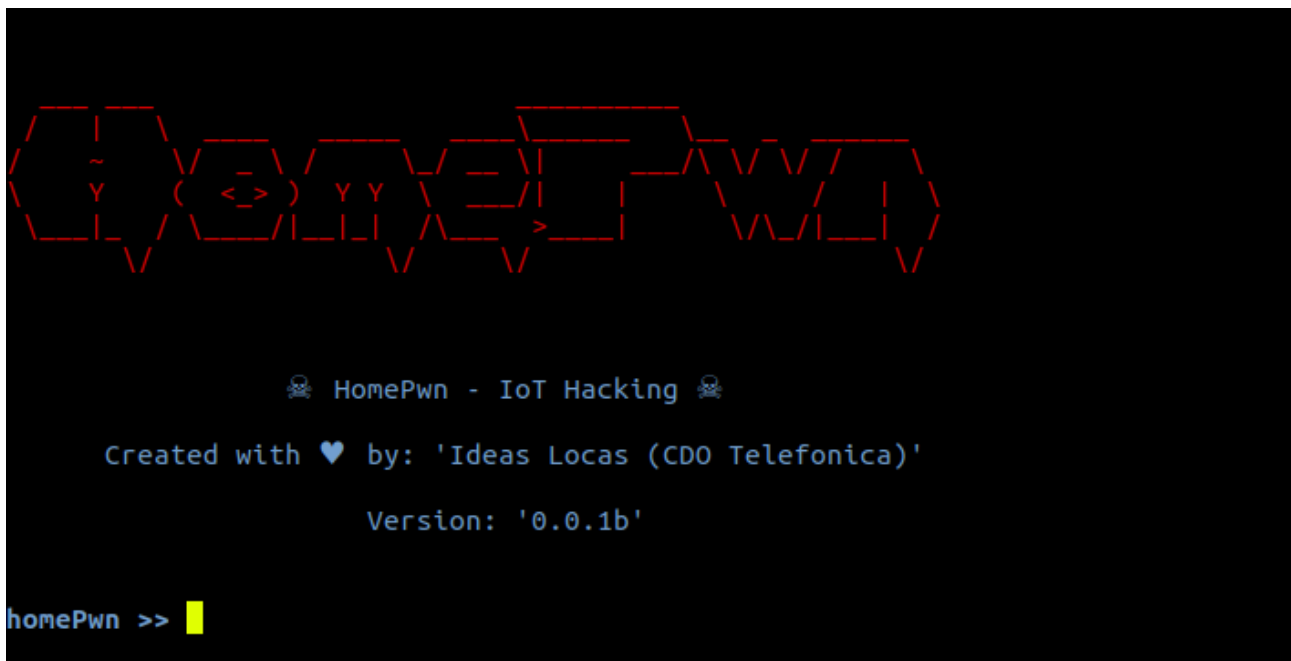 HomePwn
☠ HomePwn - IoT Hacking ☠
Created with ♥ by: 'Ideas Locas (CDO Telefonica)'
Version: '0.0.1b'
homePwn >>